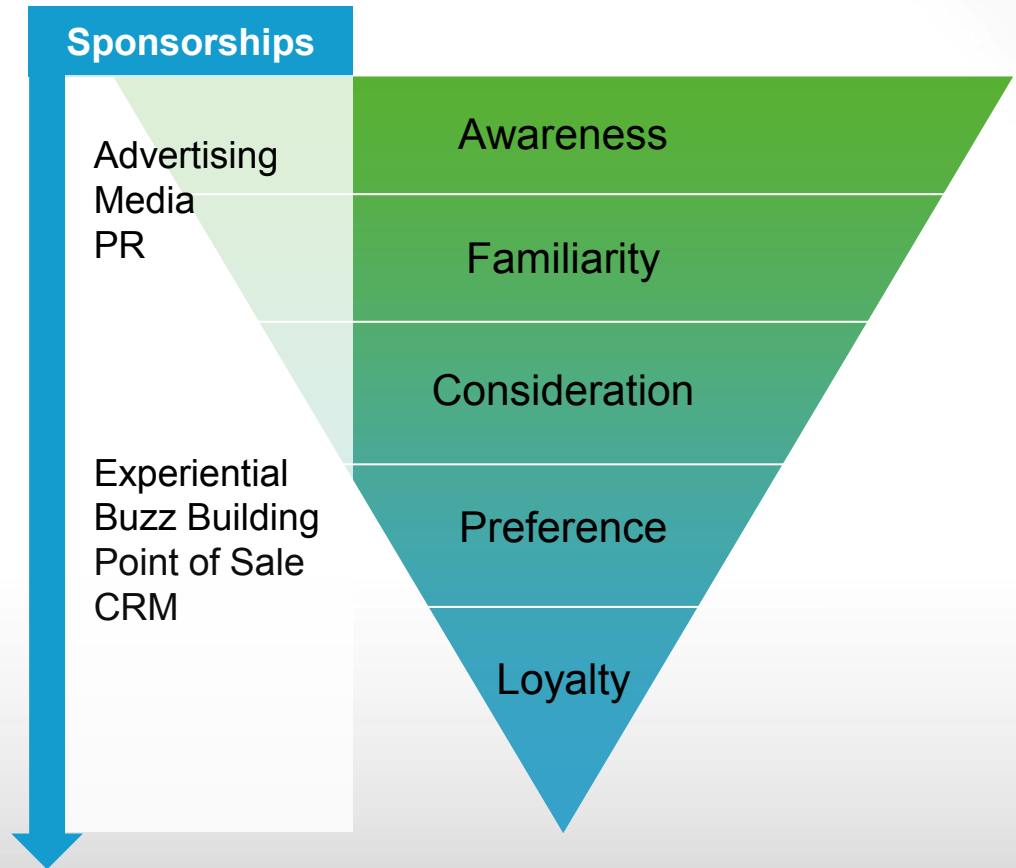 Sponsorships
Advertising
Media
PR
Experiential
Buzz Building
Point of Sale
CRM
Awareness
Familiarity
Consideration
Preference
Loyalty